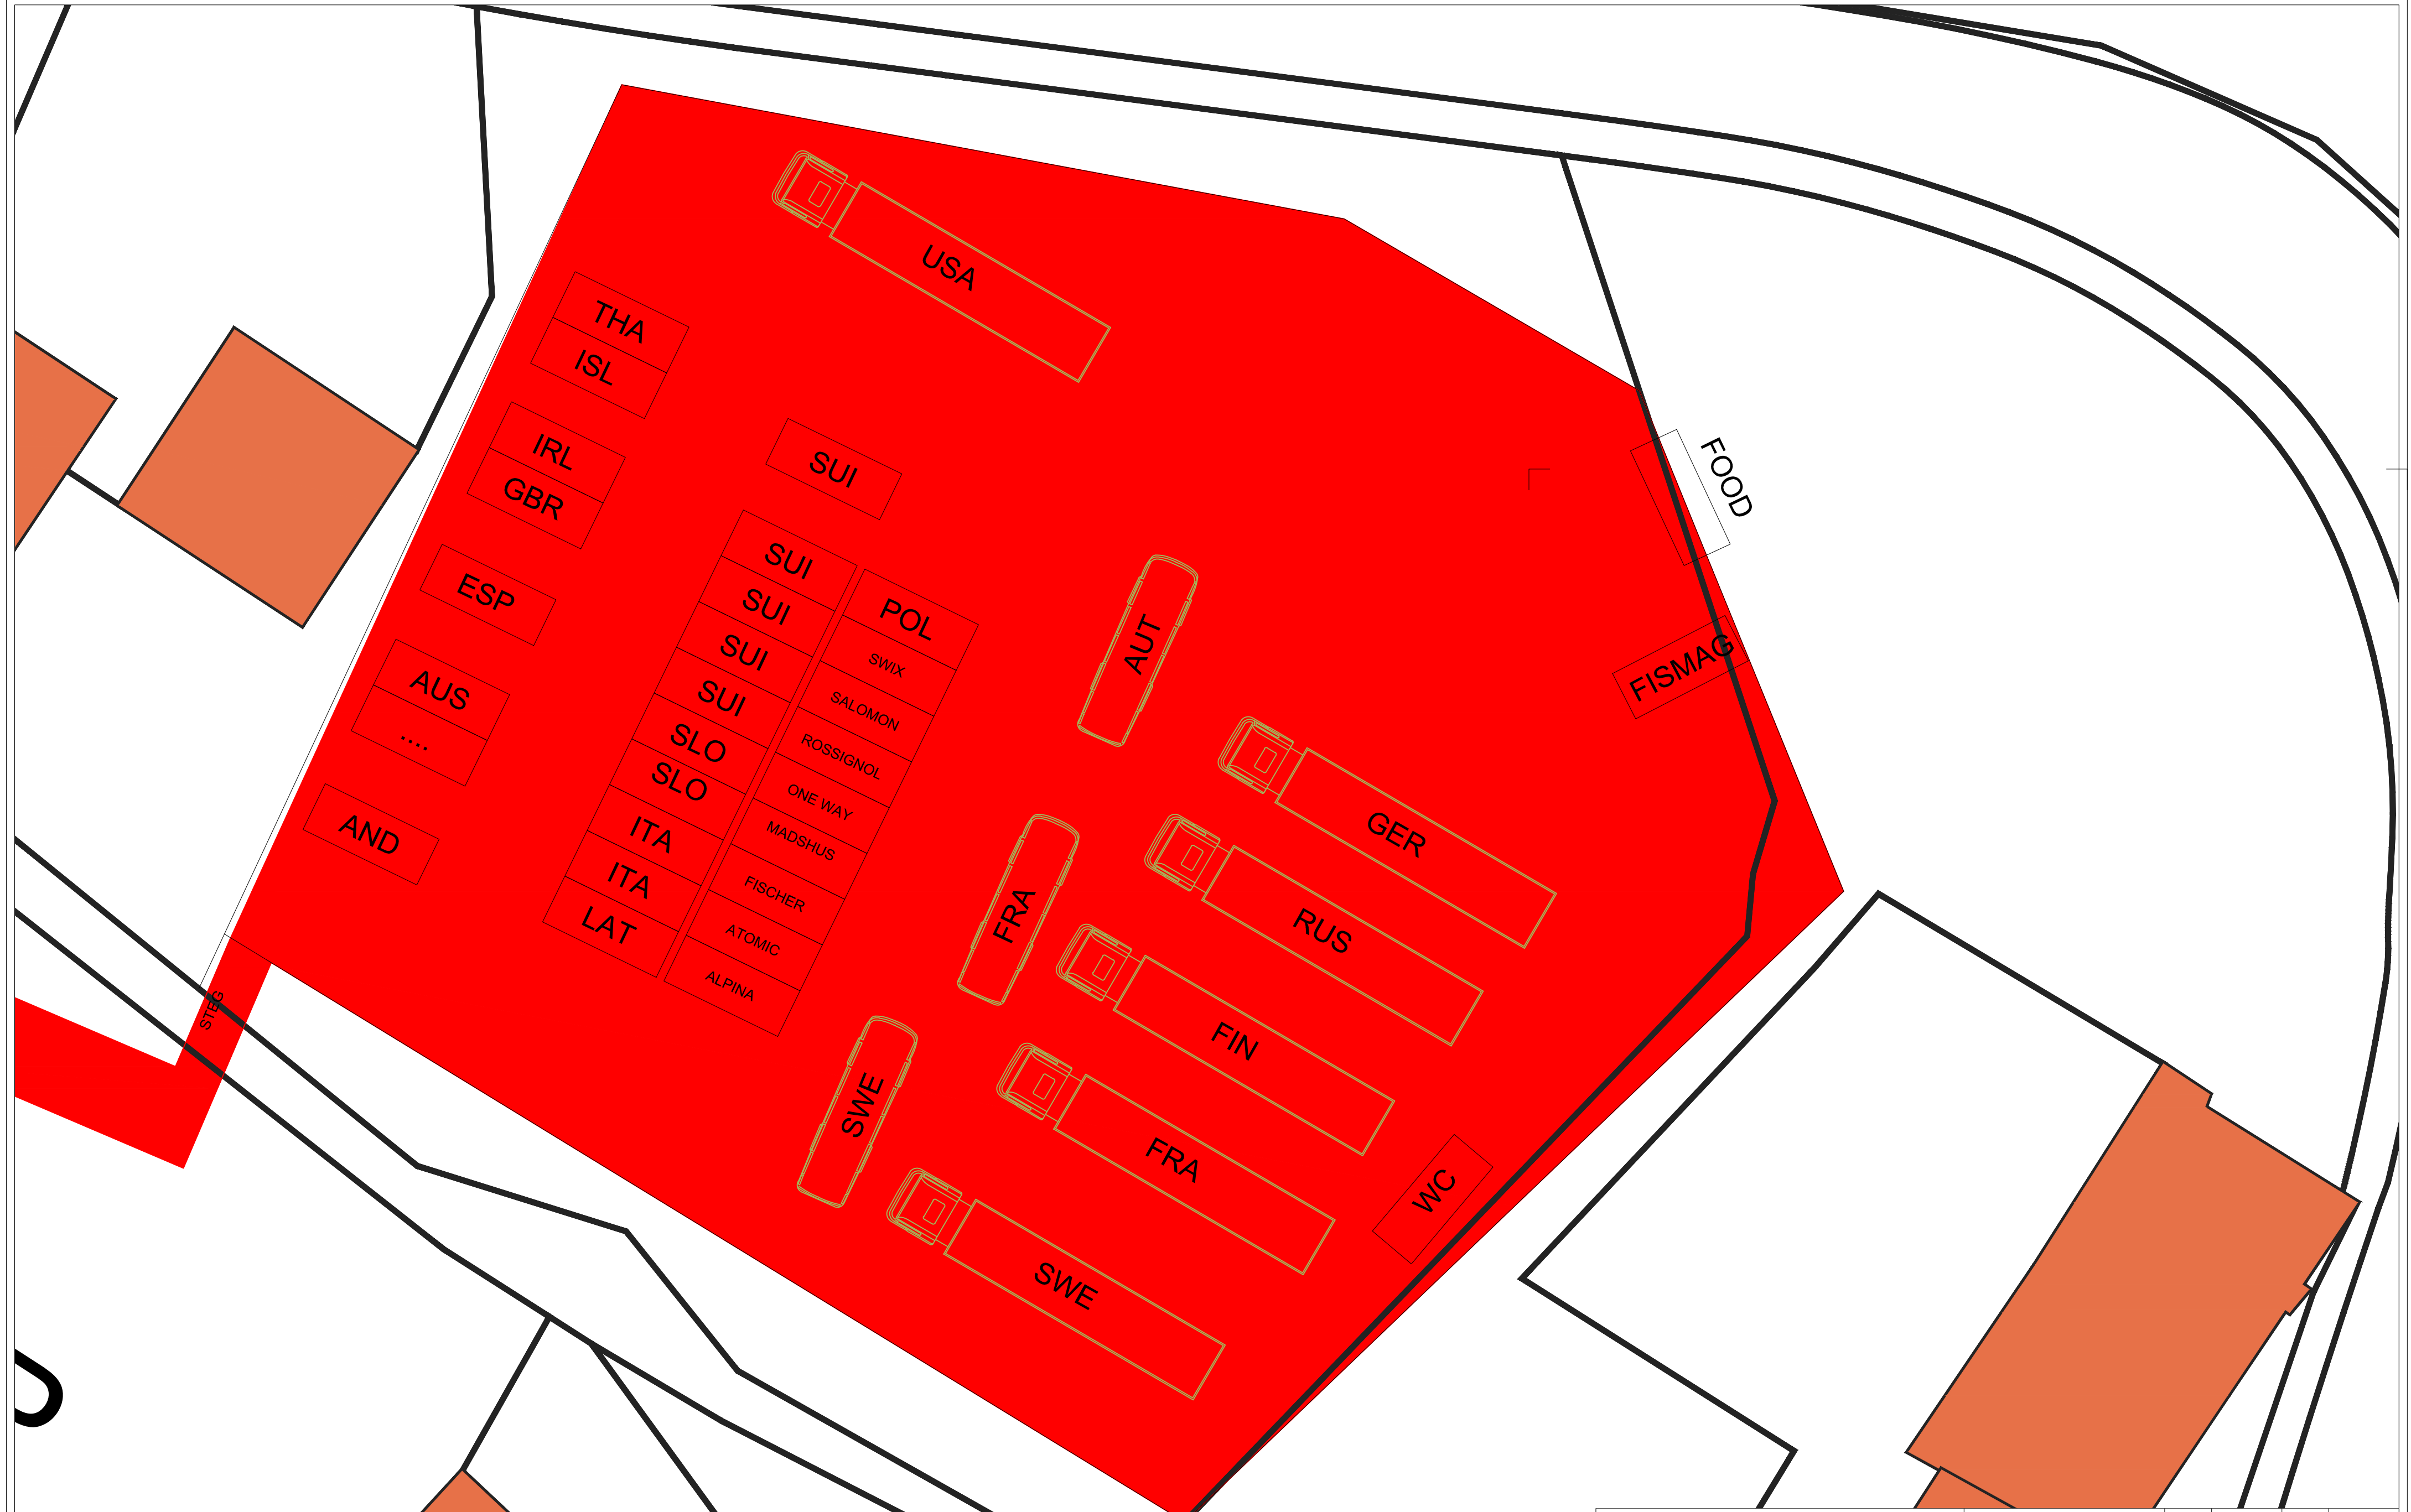 USA
THA
ISL
IRL
GBR
ESP
AUS
....
AND
SUI
SUI
SUI
SUI
SUI
SLO
SLO
ITA
ITA
LAT
POL
SWIX
SALOMON
ROSSIGNOL
ONE WAY
MADSHUS
FISCHER
ATOMIC
ALPINA
AUT
FRA
SWE
GER
RUS
FIN
FRA
SWE
FOOD
FISMAG
WC
STEG